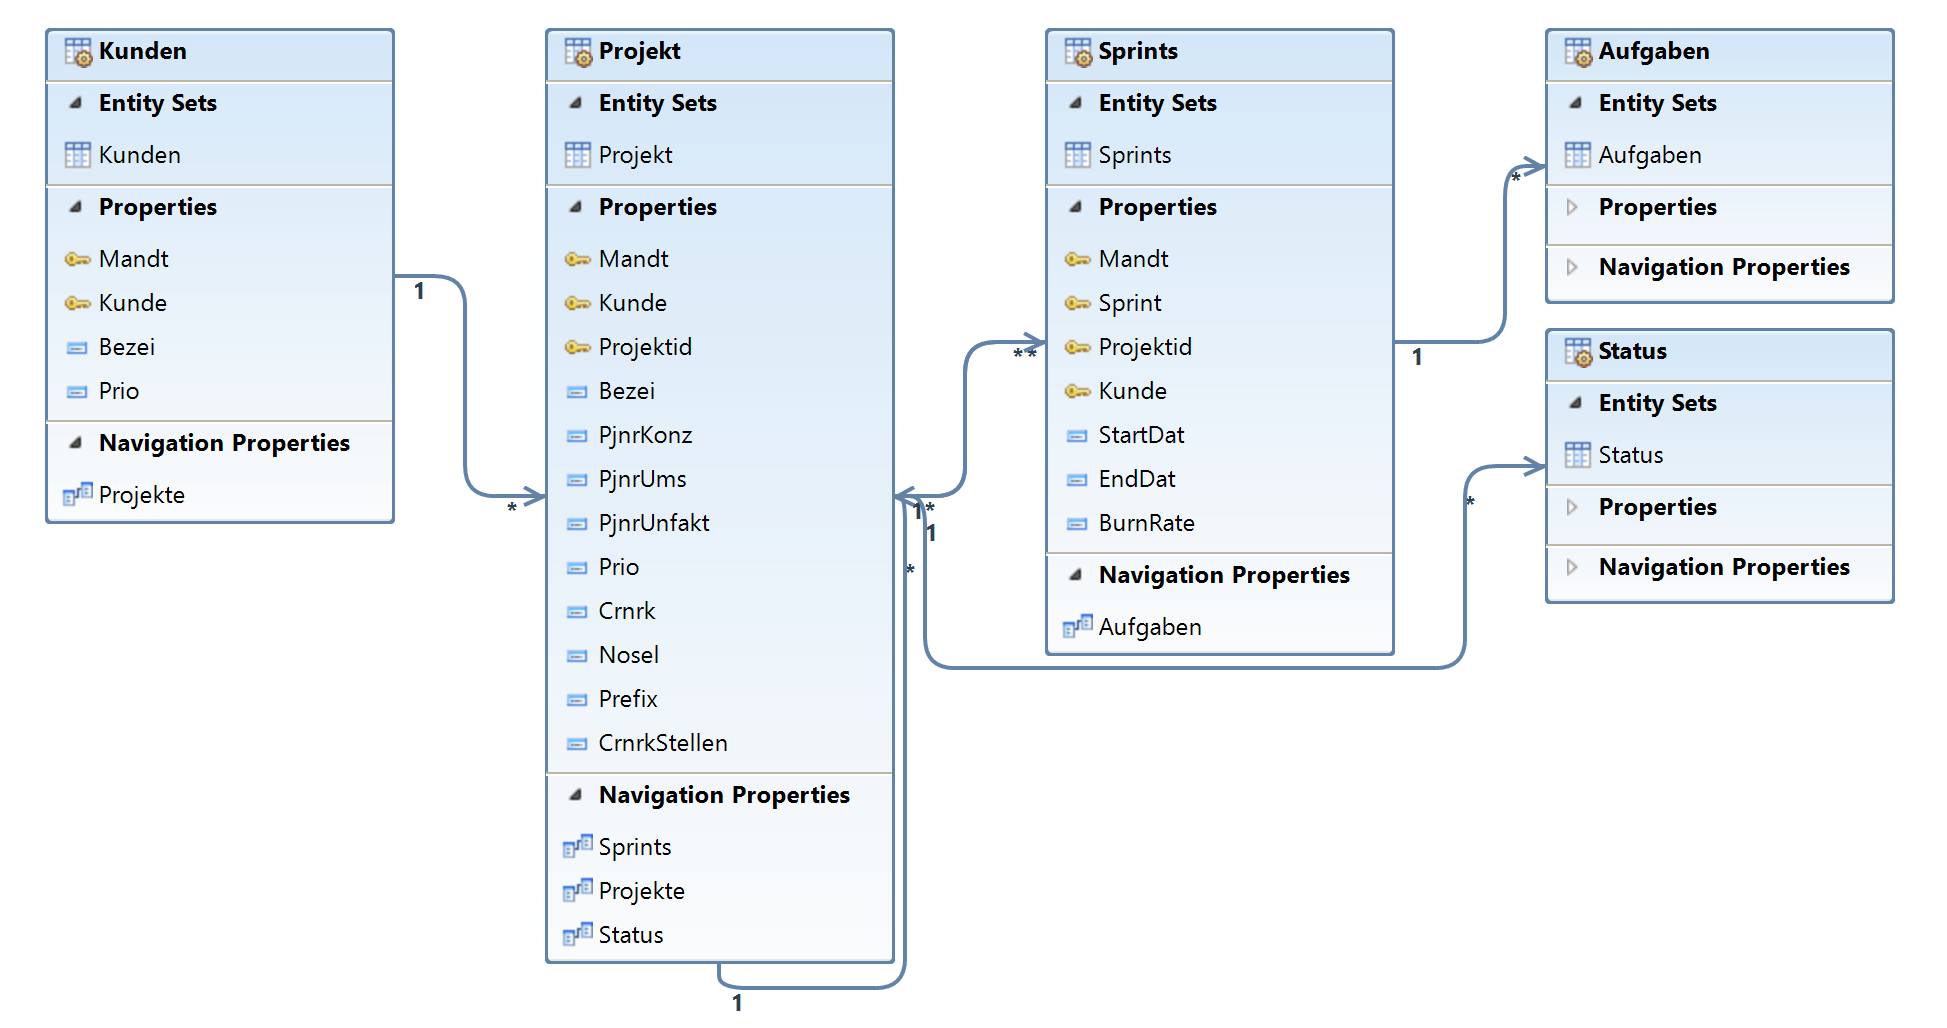 Kunden
Entity Sets
Kunden
Properties
Mandt
Kunde
Bezei
Prio
Navigation Properties
Projekte
1
*
Projekt
Entity Sets
Projekt
Properties
Mandt
Kunde
Projektid
Bezei
PjnrKonz
PjnrUms
PjnrUnfakt
Prio
Crnrk
Nosel
Prefix
CrnrkStellen
Navigation Properties
Sprints
Projekte
Status
1
*
1*
1
**
Sprints
Entity Sets
Sprints
Properties
Mandt
Sprint
Projektid
Kunde
StartDat
EndDat
BurnRate
Navigation Properties
Aufgaben
1
*
*
Aufgaben
Entity Sets
Aufgaben
Properties
Navigation Properties
Status
Entity Sets
Status
Properties
Navigation Properties